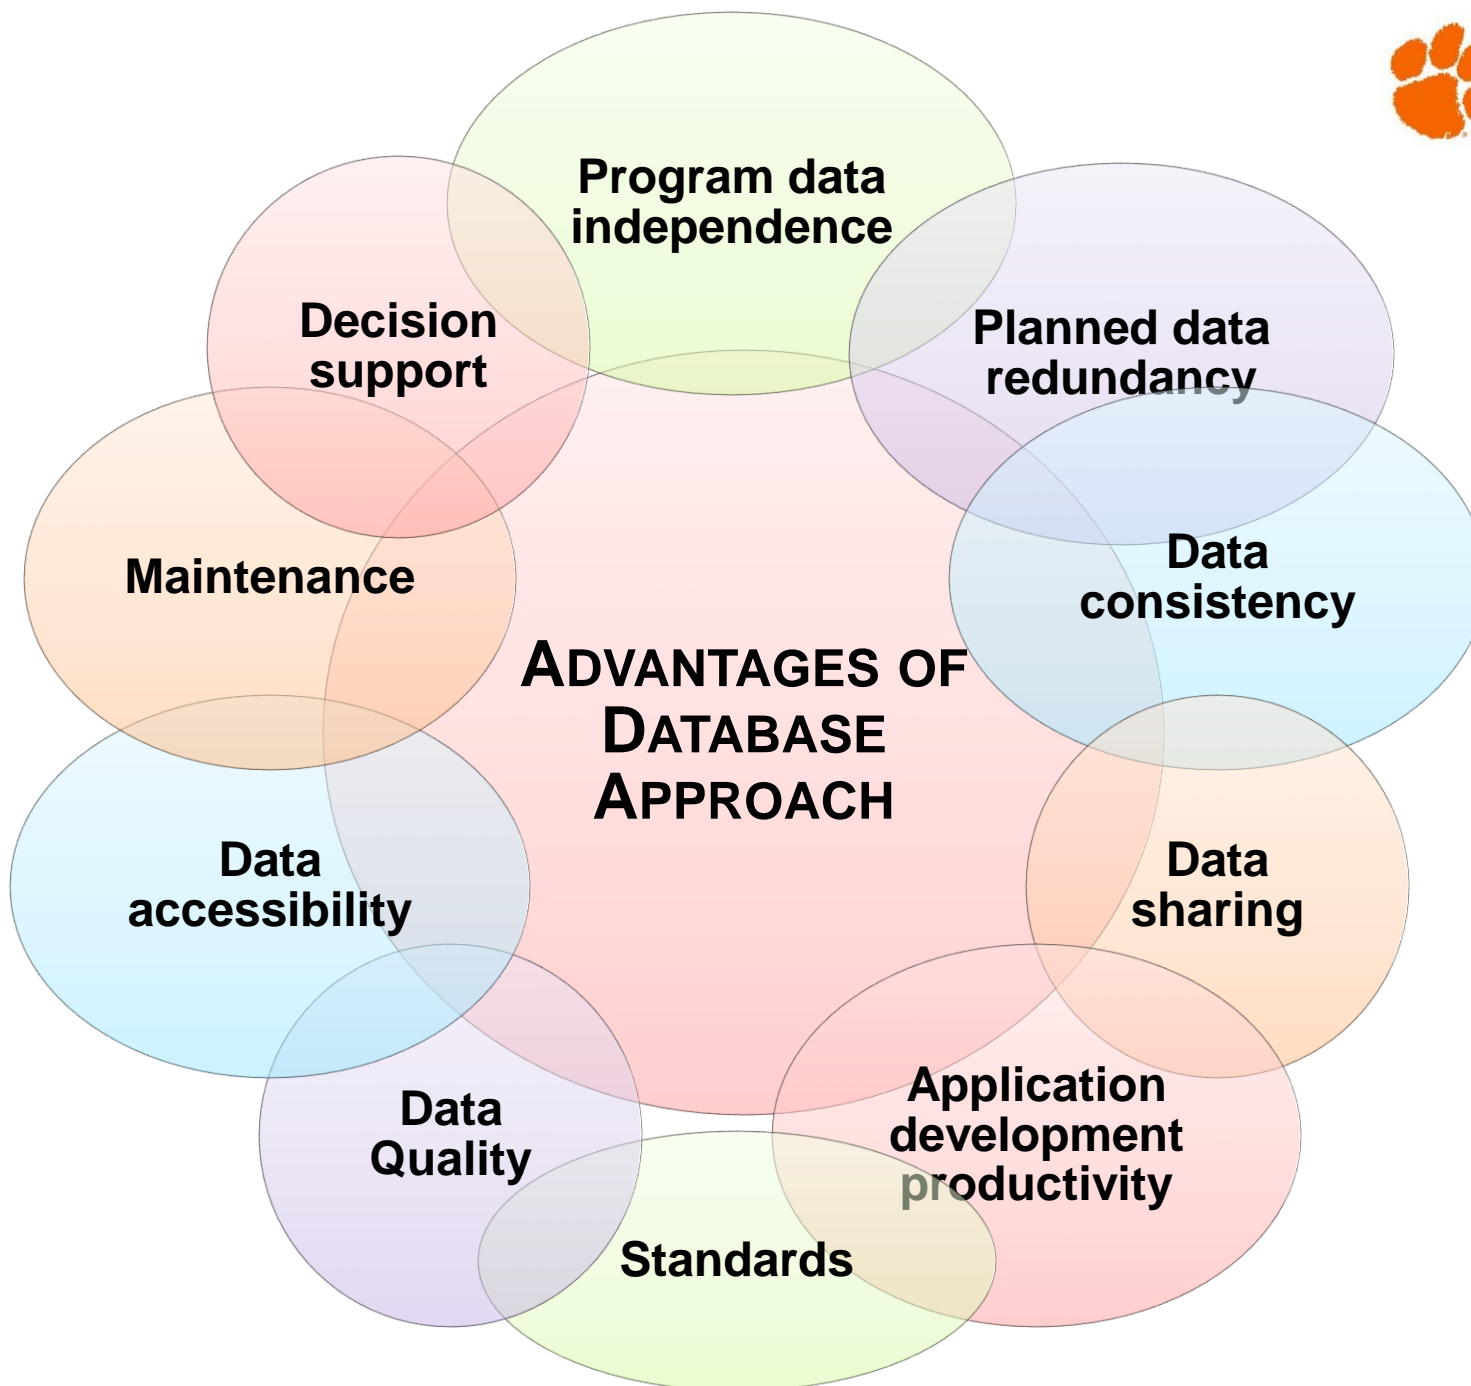 Program data
independence
Planned data
redundancy
Data
consistency
Data
sharing
Application
development
productivity
Standards
Data
Quality
Data
accessibility
Maintenance
Decision
support
ADVANTAGES OF
DATABASE
APPROACH